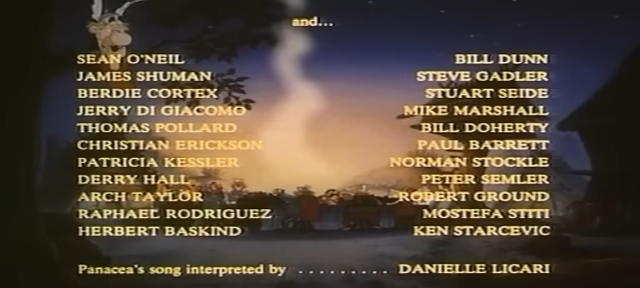 and...
SEAN O'NEIL BILL DUNN
JAMES SHUMAN STEVE GADLER
BERDIE CORTEX STUART SEIDE
JERRY DI GIACOMO MIKE MARSHALL
THOMAS POLLARD BILL DOHERTY
CHRISTIAN ERICKSON PAUL BARRETT
PATRICIA KESSLER NORMAN STOCKLE
DERRY HALL PETER SEMLER
ARCH TAYLOR ROBERT GROUND
RAPHAEL RODRIGUEZ MOSTEFA STITI
HERBERT BASKIND KEN STARCEVIC
Panacea's song interpreted by ......... DANIELLE LICARI